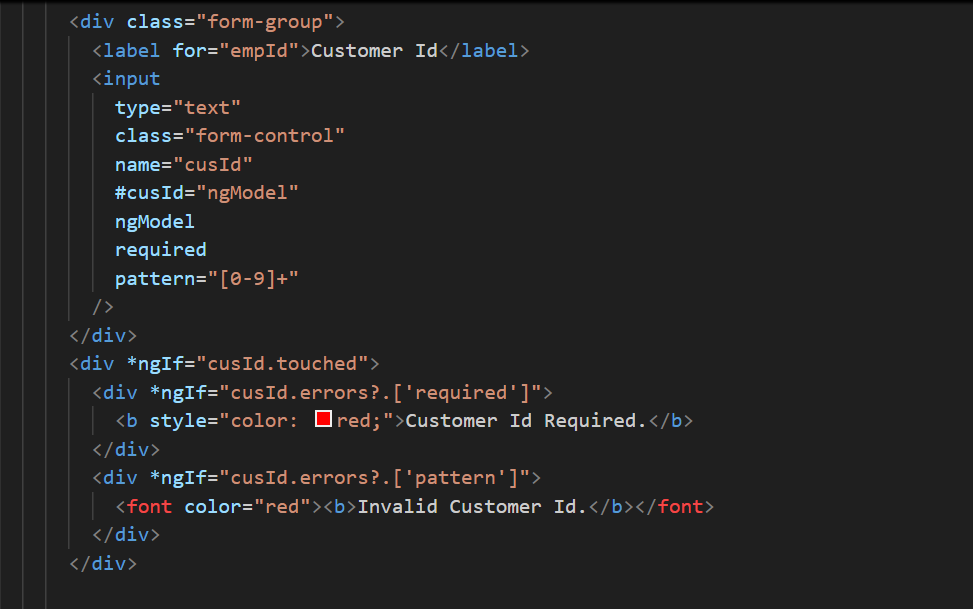 <div class="form-group">
<label for="empId">Customer Id</label>
<input
type="text"
class="form-control"
name="cusId"
#cusId="ngModel"
ngModel
required
pattern="[0-9]+"
/>
</div>
<div *ngIf="cusId.touched">
<div *ngIf="cusId.errors?.['required']">
<b style="color: red;">Customer Id Required.</b>
</div>
<div *ngIf="cusId.errors?.['pattern']">
<font color="red"><b>Invalid Customer Id.</b></font>
</div>
</div>